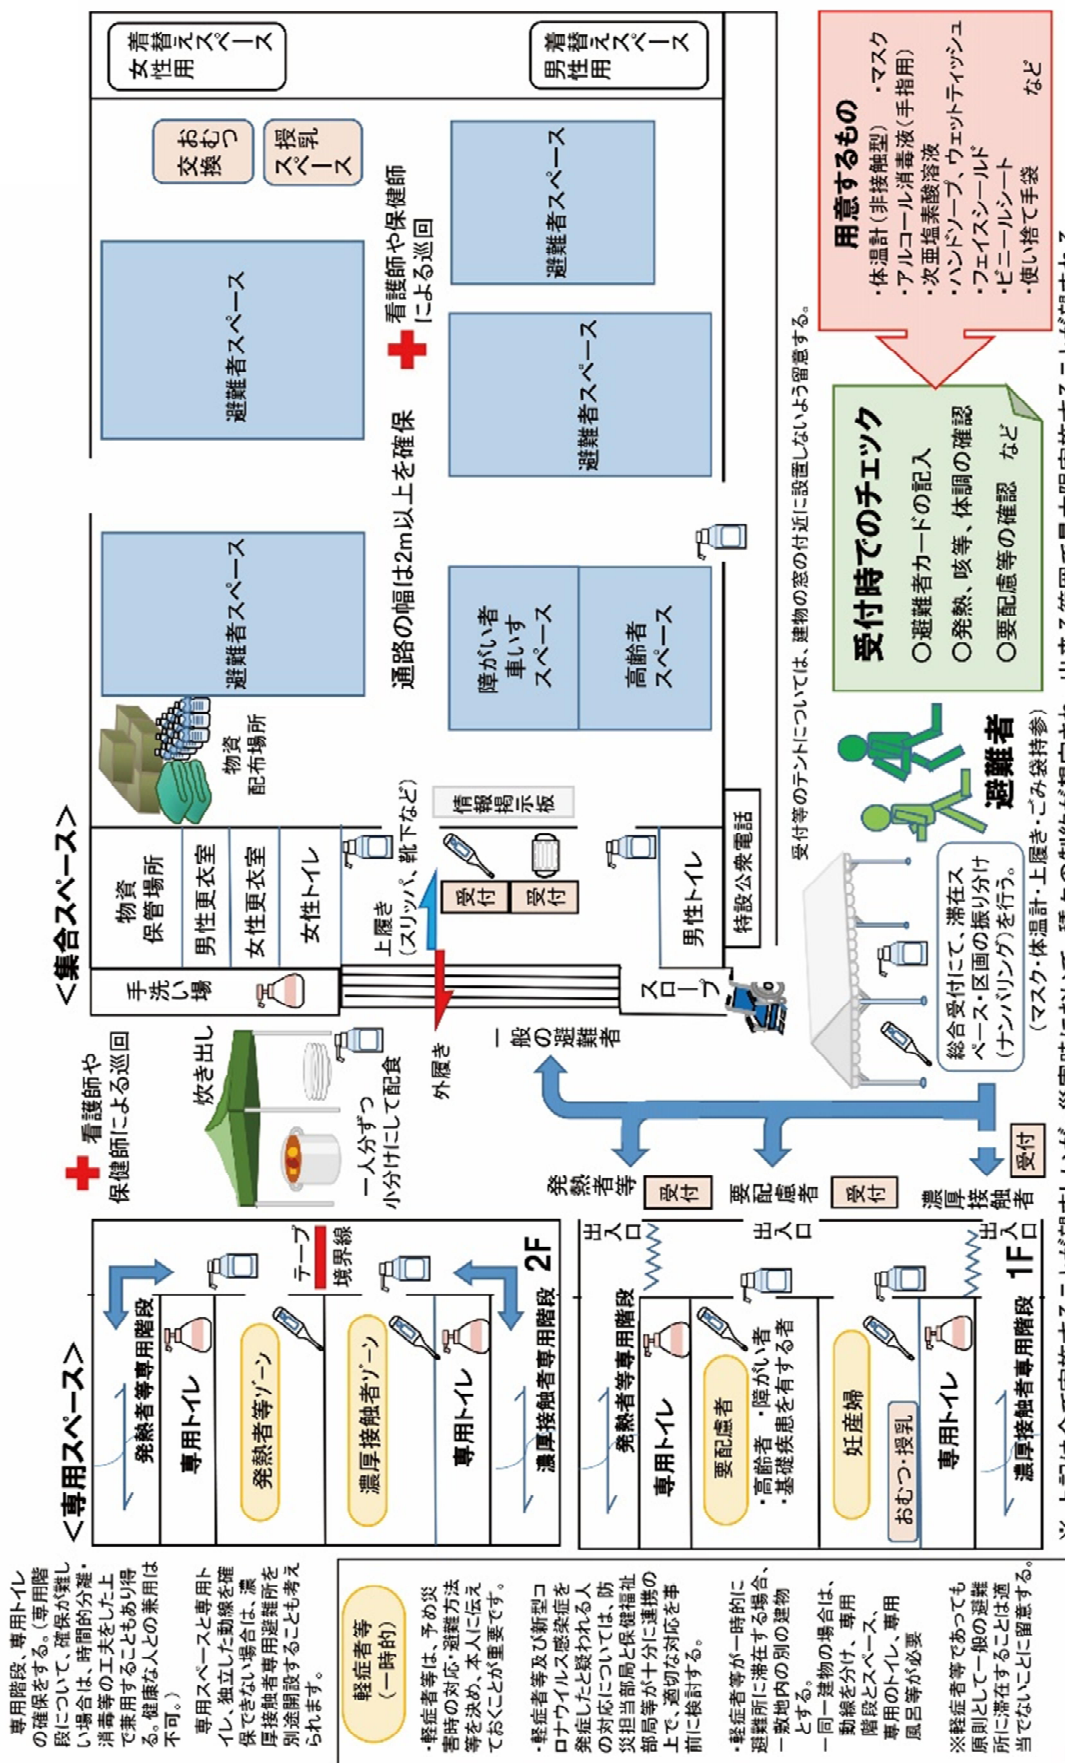 ＜専用スペース＞
専用階段、専用トイレ
の確保をする。（専用階
段について、確保が難し
い場合は、時間的分離・
消毒等の工夫をした上
で兼用することもあり得
る。健康な人との兼用は
不可。）
専用スペースと専用ト
イレ、独立した動線を確
保できない場合は、濃
厚接触者専用避難所を
別途開設することも考え
られます。
軽症者等
（一時的）
・軽症者等は、予め災
害時の対応・避難方法
等を決め、本人に伝え
ておくことが重要です。
・軽症者等及び新型コ
ロナウイルス感染症を
発症したと疑われる人
の対応については、防
災担当部局と保健福祉
部局等が十分に連携の
上で、適切な対応を事
前に検討する。
・軽症者等が一時的に
避難所に滞在する場合、
敷地内の別の建物
とする。
同一建物の場合は、
動線を分け、専用
階段とスペース、
専用のトイレ、専用
風呂等が必要
※軽症者等であっても
原則として一般の避難
所に滞在することは適
当でないことに留意する。
発熱者等専用階段
専用トイレ
発熱者等ゾーン
濃厚接触者ゾーン
専用トイレ
濃厚接触者専用階段
テープ
境界線
2F
発熱者等専用階段
専用トイレ
要配慮者
・高齢者 ・障がい者
・基礎疾患を有する者
妊産婦
おむつ・授乳
専用トイレ
濃厚接触者専用階段
1F
出入口
出入口
出入口
看護師や
保健師による巡回
炊き出し
一人分ずつ
小分けにして配食
発熱者等
受付
要配慮者
受付
濃厚接触者
受付
一般の避難者
外履き
＜集合スペース＞
手洗い場
スロープ
物資
保管場所
男性更衣室
女性更衣室
女性トイレ
上履き
（スリッパ、靴下など）
受付
受付
男性トイレ
特設公衆電話
情報掲示板
物資
配布場所
避難者スペース
避難者スペース
通路の幅は2m以上を確保
看護師や保健師
による巡回
障がい者
車いす
スペース
高齢者
スペース
避難者スペース
避難者スペース
おむつ
交換
授乳
スペース
女性用
着替えスペース
男性用
着替えスペース
受付等のテントについては、建物の窓の付近に設置しないよう留意する。
総合受付にて、滞在ス
ペース・区画の振り分け
（ナンバリング）を行う。
避難者
（マスク・体温計・上履き・ごみ袋持参）
受付時でのチェック
○避難者カードの記入
○発熱、咳等、体調の確認
○要配慮等の確認 など
用意するもの
・体温計（非接触型） ・マスク
・アルコール消毒液（手指用）
・次亜塩素酸溶液
・ハンドソープ、ウェットティッシュ
・フェイスシールド
・ビニールシート
・使い捨て手袋 など